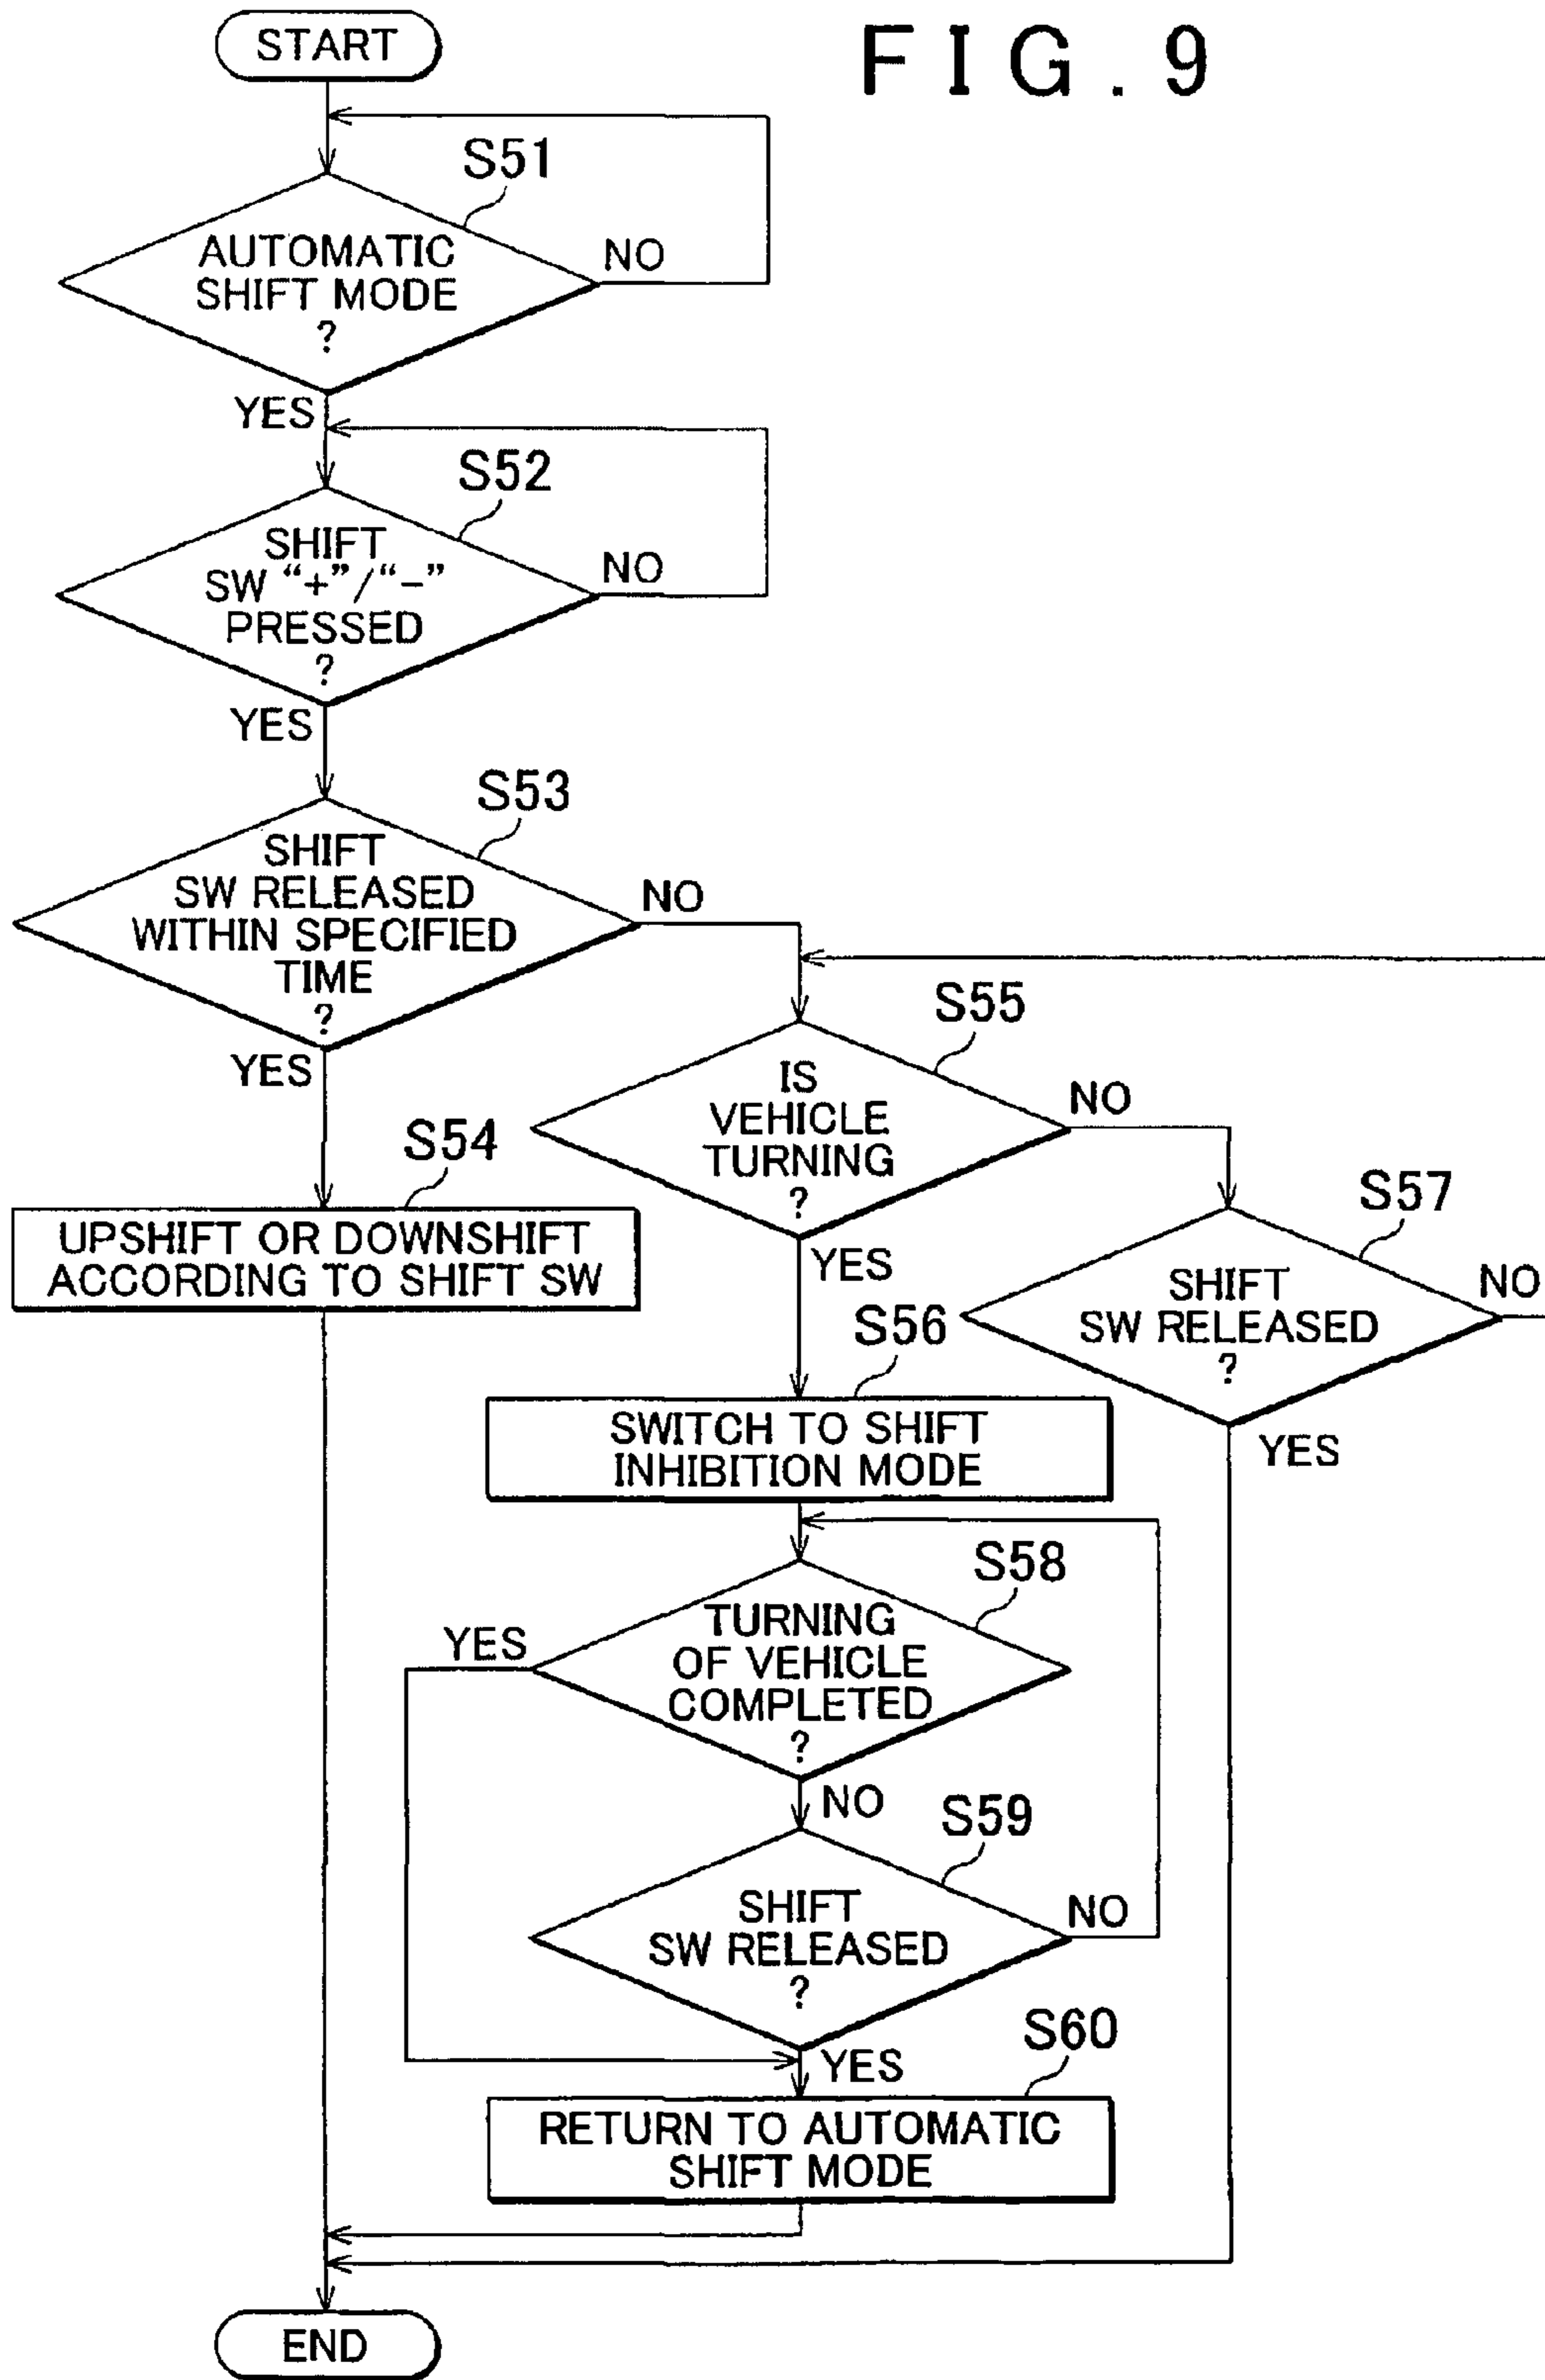 START
FIG. 9
S51
AUTOMATIC
SHIFT MODE
?
NO
YES
S52
SHIFT
SW “+”/“-”
PRESSED
?
NO
YES
S53
SHIFT
SW RELEASED
WITHIN SPECIFIED
TIME
?
NO
YES
S55
IS
VEHICLE
TURNING
?
NO
YES
S54
UPSHIFT OR DOWNSHIFT
ACCORDING TO SHIFT SW
S57
SHIFT
SW RELEASED
?
NO
YES
S56
SWITCH TO SHIFT
INHIBITION MODE
S58
TURNING
OF VEHICLE
COMPLETED
?
YES
NO
S59
SHIFT
SW RELEASED
?
NO
YES
S60
RETURN TO AUTOMATIC
SHIFT MODE
END